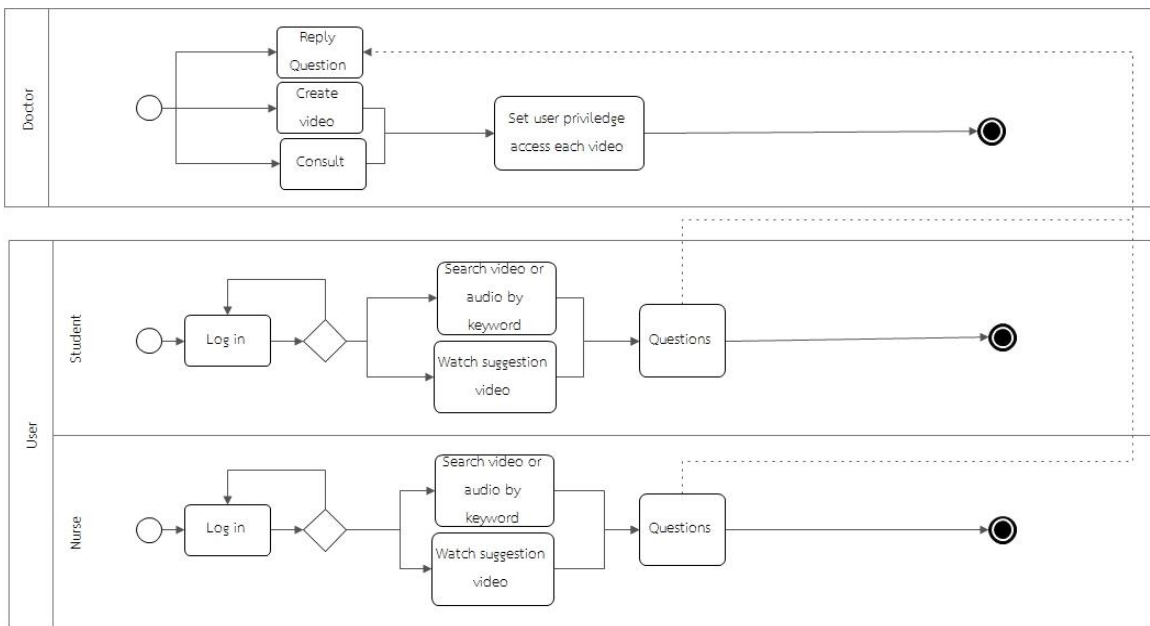 Doctor
Reply
Question
Create
video
Consult
Set user priviledge
access each video
User
Student
Log in
Search video or
audio by
keyword
Watch suggestion
video
Questions
Nurse
Log in
Search video or
audio by
keyword
Watch suggestion
video
Questions